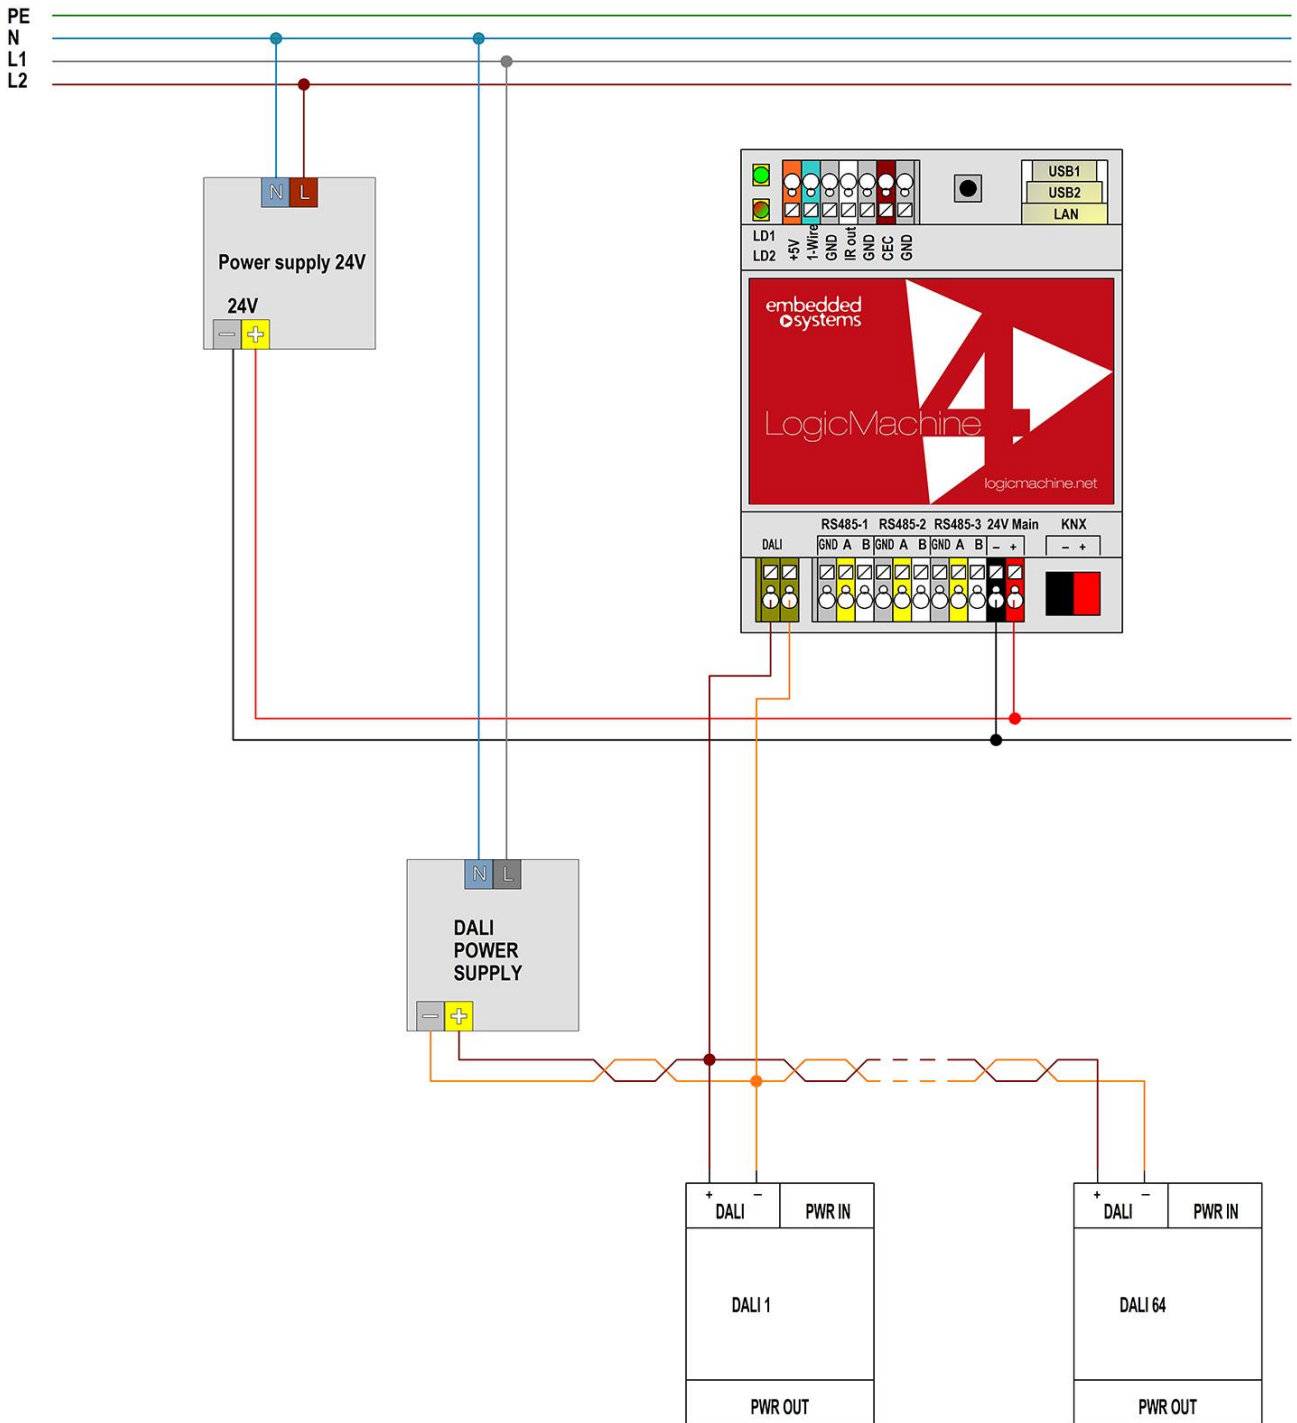 PE
N
L1
L2
N L
Power supply 24V
24V
− +
USB1
USB2
LAN
LD1
LD2
+5V
1-Wire
GND
IR out
GND
CEC
GND
embedded
systems
LogicMachine
4
logicmachine.net
RS485-1 RS485-2 RS485-3 24V Main KNX
DALI GND A B GND A B GND A B − + − +
N L
DALI
POWER
SUPPLY
− +
+ −
DALI PWR IN
DALI 1
PWR OUT
+ −
DALI PWR IN
DALI 64
PWR OUT